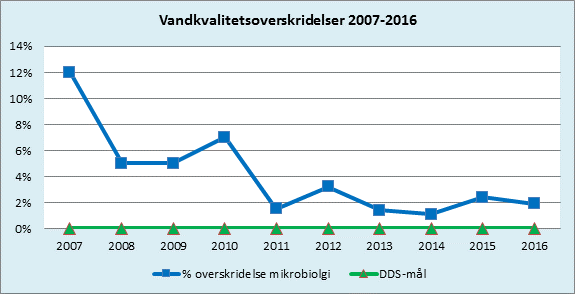 Vandkvalitetsoverskridelser 2007-2016
14%
12%
10%
8%
6%
4%
2%
0%
2007 2008 2009 2010 2011 2012 2013 2014 2015 2016
% overskridelse mikrobiolgi DDS-mål